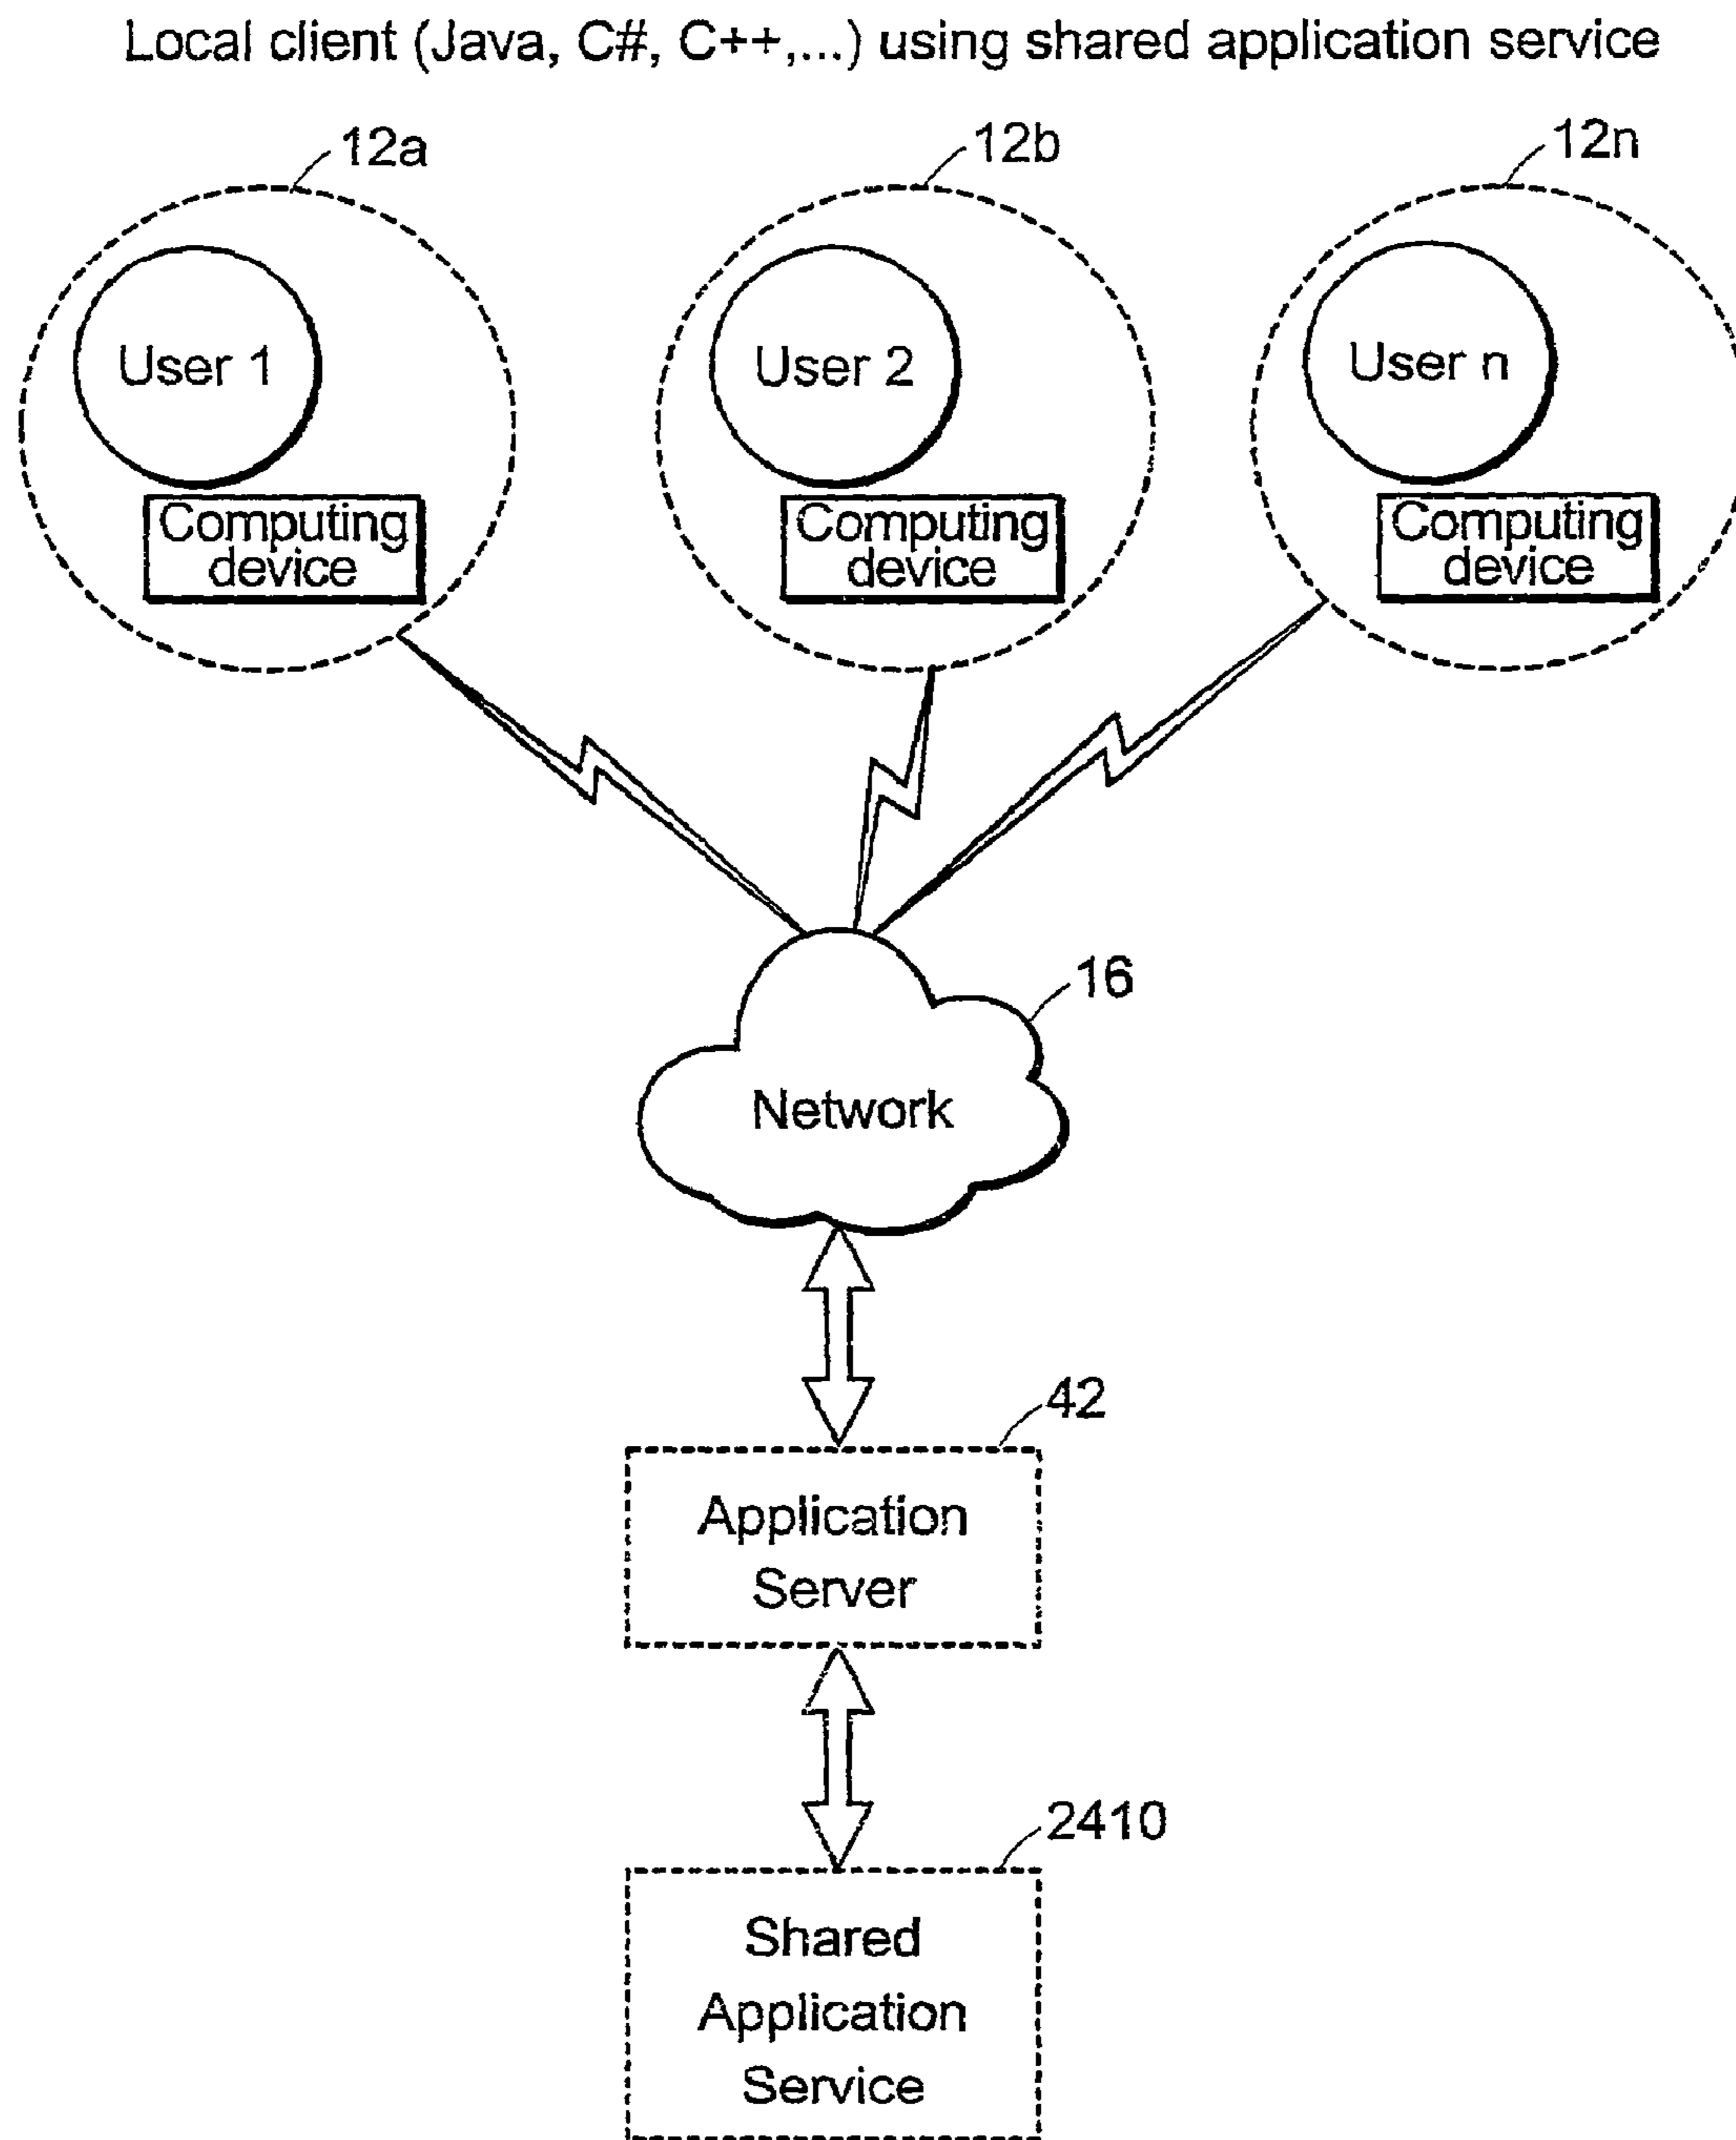 Local client (Java, C#, C++,...) using shared application service
12a
12b
12n
User 1
User 2
User n
Computing
device
Computing
device
Computing
device
16
Network
42
Application
Server
2410
Shared
Application
Service